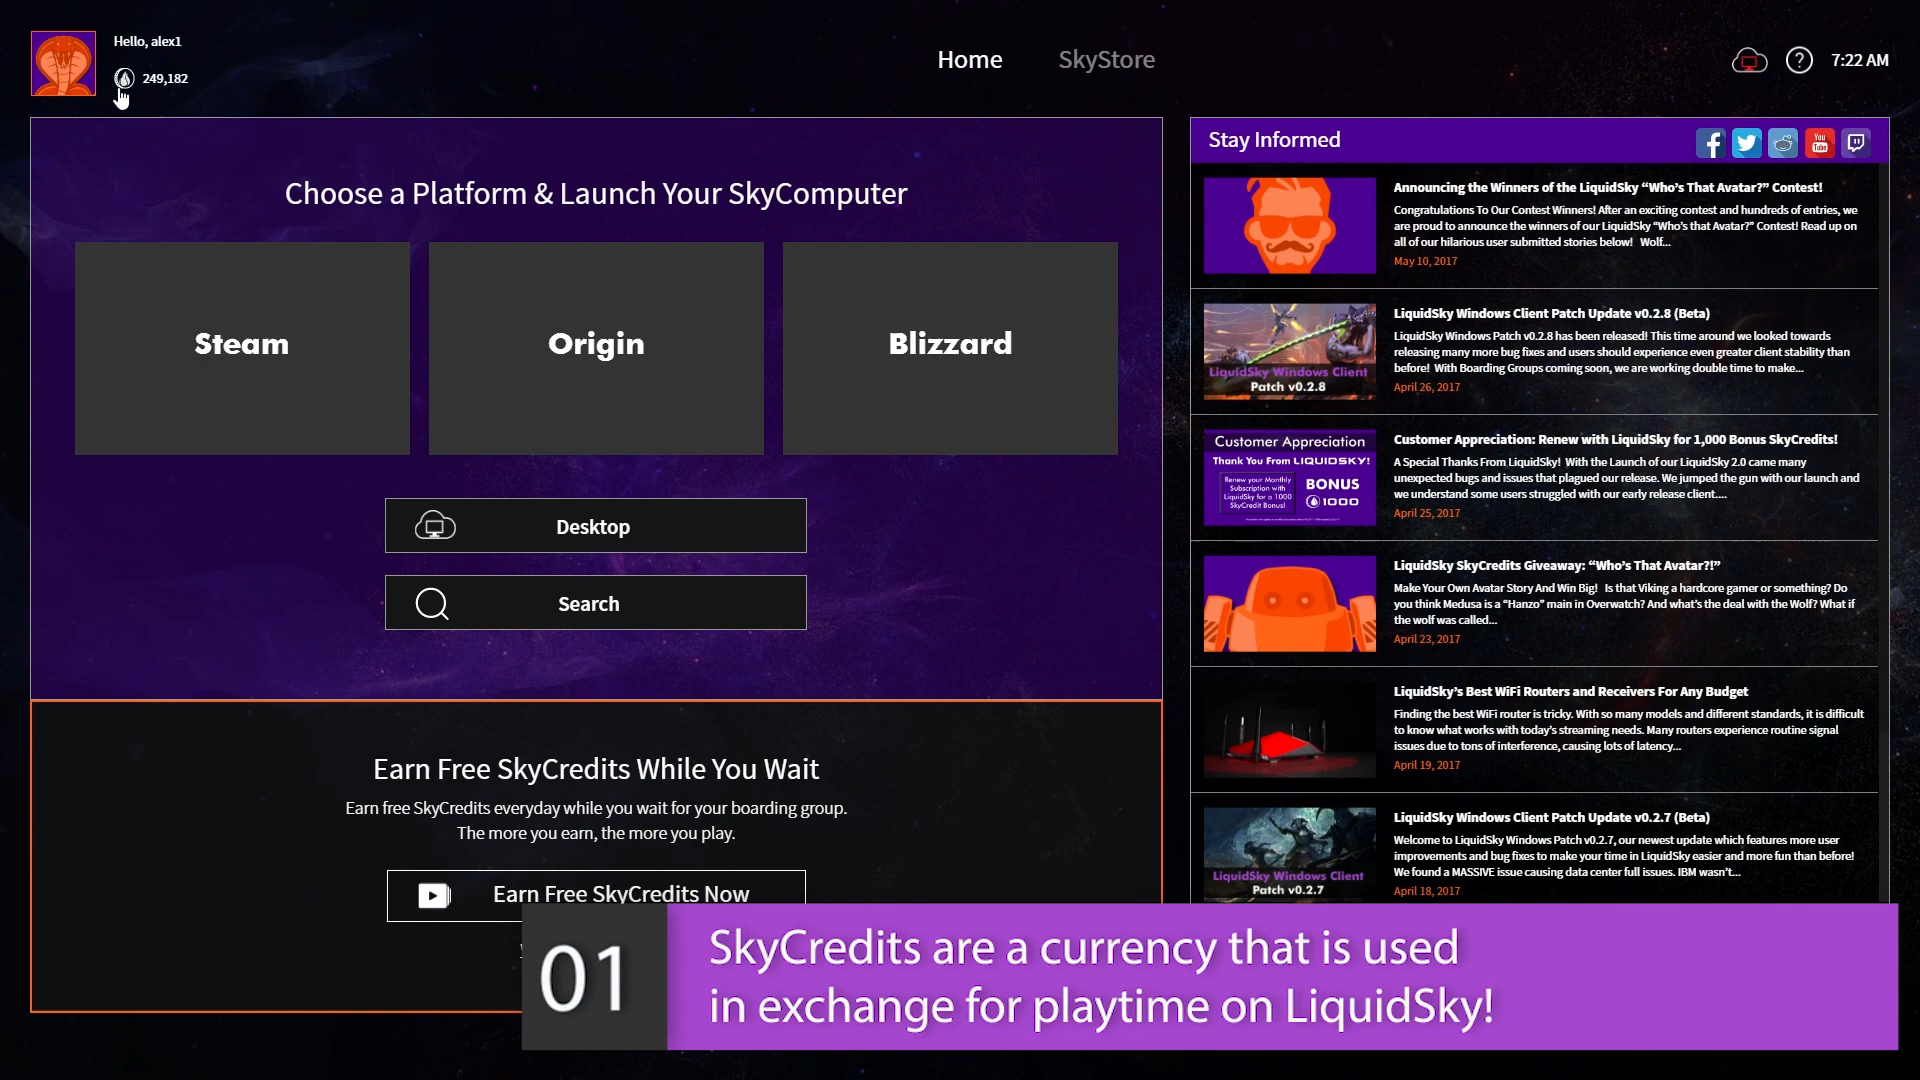 Hello, alex1
249,182
Home
SkyStore
?
7:22 AM
Choose a Platform & Launch Your SkyComputer
Steam
Origin
Blizzard
Desktop
Search
Earn Free SkyCredits While You Wait
Earn free SkyCredits everyday while you wait for your boarding group.
The more you earn, the more you play.
Earn Free SkyCredits Now
Stay Informed
You
Tube
Announcing the Winners of the LiquidSky “Who’s That Avatar?” Contest!
Congratulations To Our Contest Winners! After an exciting contest and hundreds of entries, we
are proud to announce the winners of our LiquidSky “Who’s that Avatar?” Contest! Read up on
all of our hilarious user submitted stories below! Wolf...
May 10, 2017
LiquidSky Windows Client
Patch v0.2.8
LiquidSky Windows Client Patch Update v0.2.8 (Beta)
LiquidSky Windows Patch v0.2.8 has been released! This time around we looked towards
releasing many more bug fixes and users should experience even greater client stability than
before! With Boarding Groups coming soon, we are working double time to make...
April 26, 2017
Customer Appreciation
Thank You From LIQUIDSKY!
Renew your Monthly
Subscription with
LiquidSky for a 1000
SkyCredit Bonus!
BONUS
1000
Customer Appreciation: Renew with LiquidSky for 1,000 Bonus SkyCredits!
A Special Thanks From LiquidSky! With the Launch of our LiquidSky 2.0 came many
unexpected bugs and issues that plagued our release. We jumped the gun with our launch and
we understand some users struggled with our early release client....
April 25, 2017
LiquidSky SkyCredits Giveaway: “Who’s That Avatar?!”
Make Your Own Avatar Story And Win Big! Is that Viking a hardcore gamer or something? Do
you think Medusa is a “Hanzo” main in Overwatch? And what’s the deal with the Wolf? What if
the wolf was called...
April 23, 2017
LiquidSky’s Best WiFi Routers and Receivers For Any Budget
Finding the best WiFi router is tricky. With so many models and different standards, it is difficult
to know what works with today’s streaming needs. Many routers experience routine signal
issues due to tons of interference, causing lots of latency...
April 19, 2017
LiquidSky Windows Client
Patch v0.2.7
LiquidSky Windows Client Patch Update v0.2.7 (Beta)
Welcome to LiquidSky Windows Patch v0.2.7, our newest update which features more user
improvements and bug fixes to make your time in LiquidSky easier and more fun than before!
We found a MASSIVE issue causing data center full issues. IBM wasn’t...
April 18, 2017
01
SkyCredits are a currency that is used
in exchange for playtime on LiquidSky!